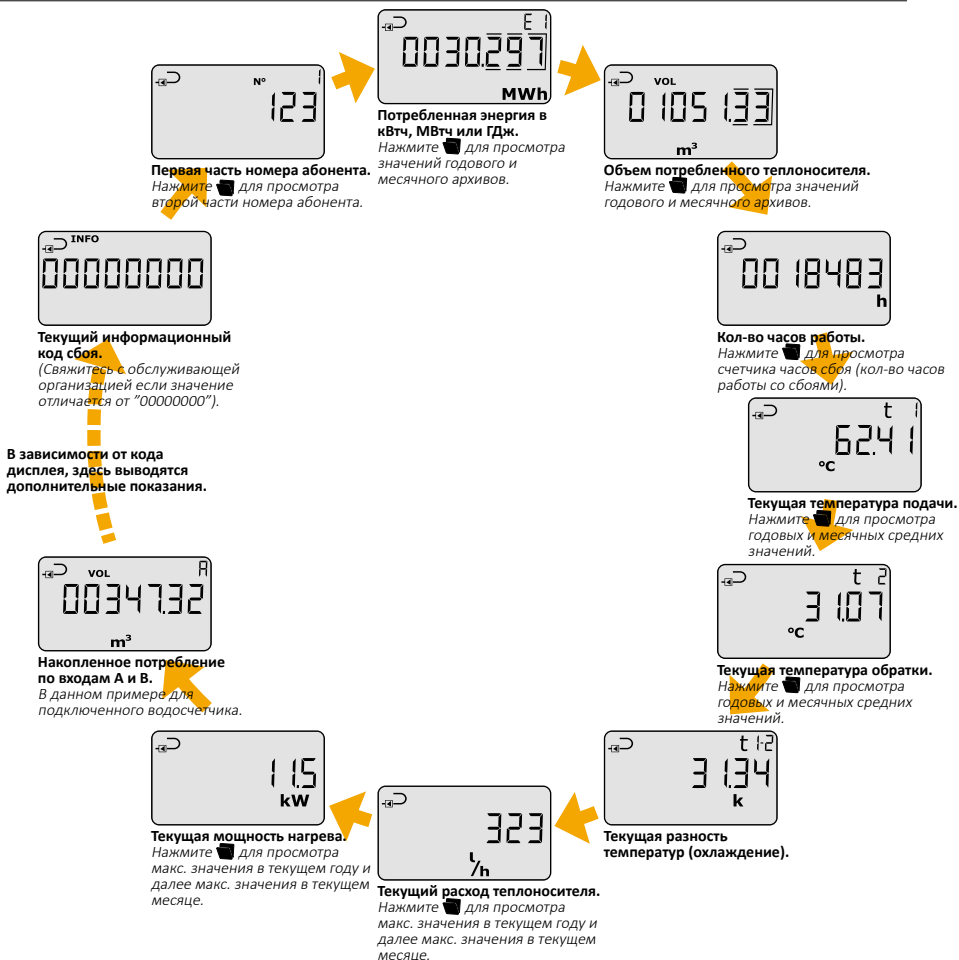 E 1
0030.297
MWh
Потребленная энергия в
кВтч, МВтч или ГДж.
Нажмите для просмотра
значений годового и
месячного архивов.
VOL
01051.33
m³
Объем потребленного теплоносителя.
Нажмите для просмотра значений
годового и месячного архивов.
0018483
h
Кол-во часов работы.
Нажмите для просмотра
счетчика часов сбоя (кол-во часов
работы со сбоями).
t 1
62.41
°C
Текущая температура подачи.
Нажмите для просмотра
годовых и месячных средних
значений.
t 2
31.07
°C
Текущая температура обратки.
Нажмите для просмотра
годовых и месячных средних
значений.
t 1-2
31.34
k
Текущая разность
температур (охлаждение).
323
l/h
Текущий расход теплоносителя.
Нажмите для просмотра
макс. значения в текущем году и
далее макс. значения в текущем
месяце.
11.5
kW
Текущая мощность нагрева.
Нажмите для просмотра
макс. значения в текущем году и
далее макс. значения в текущем
месяце.
VOL A
00347.32
m³
Накопленное потребление
по входам A и B.
В данном примере для
подключенного водосчетчика.
В зависимости от кода
дисплея, здесь выводятся
дополнительные показания.
INFO
00000000
Текущий информационный
код сбоя.
(Свяжитесь с обслуживающей
организацией если значение
отличается от "00000000").
N° 1
123
Первая часть номера абонента.
Нажмите для просмотра
второй части номера абонента.